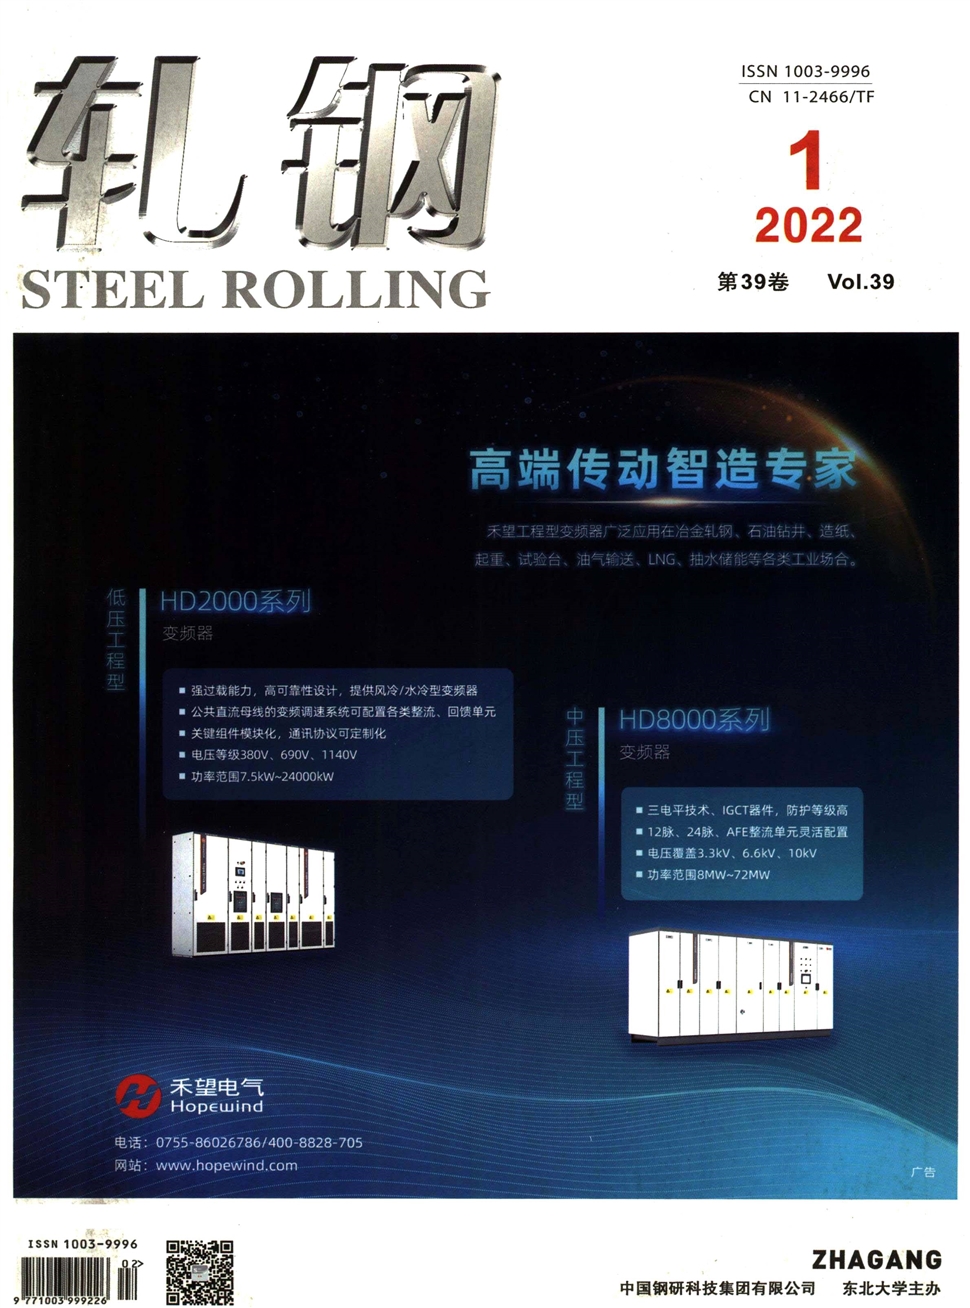 轧钢
STEEL ROLLING
ISSN 1003-9996
CN 11-2466/TF
1
2022
第39卷 Vol.39
高端传动智造专家
禾望工程型变频器广泛应用在冶金轧钢、石油钻井、造纸、
起重、试验台、油气输送、LNG、抽水储能等各类工业场合。
低压工程型
HD2000系列
变频器
■ 强过载能力，高可靠性设计，提供风冷/水冷型变频器
■ 公共直流母线的变频调速系统可配置各类整流、回馈单元
■ 关键组件模块化，通讯协议可定制化
■ 电压等级380V、690V、1140V
■ 功率范围7.5kW~24000kW
中压工程型
HD8000系列
变频器
■ 三电平技术、IGCT器件，防护等级高
■ 12脉、24脉、AFE整流单元灵活配置
■ 电压覆盖3.3kV、6.6kV、10kV
■ 功率范围8MW~72MW
禾望电气
Hopewind
电话：0755-86026786/400-8828-705
网站：www.hopewind.com
广告
ISSN 1003-9996
02>
9 771003 999226
ZHAGANG
中国钢研科技集团有限公司 东北大学主办